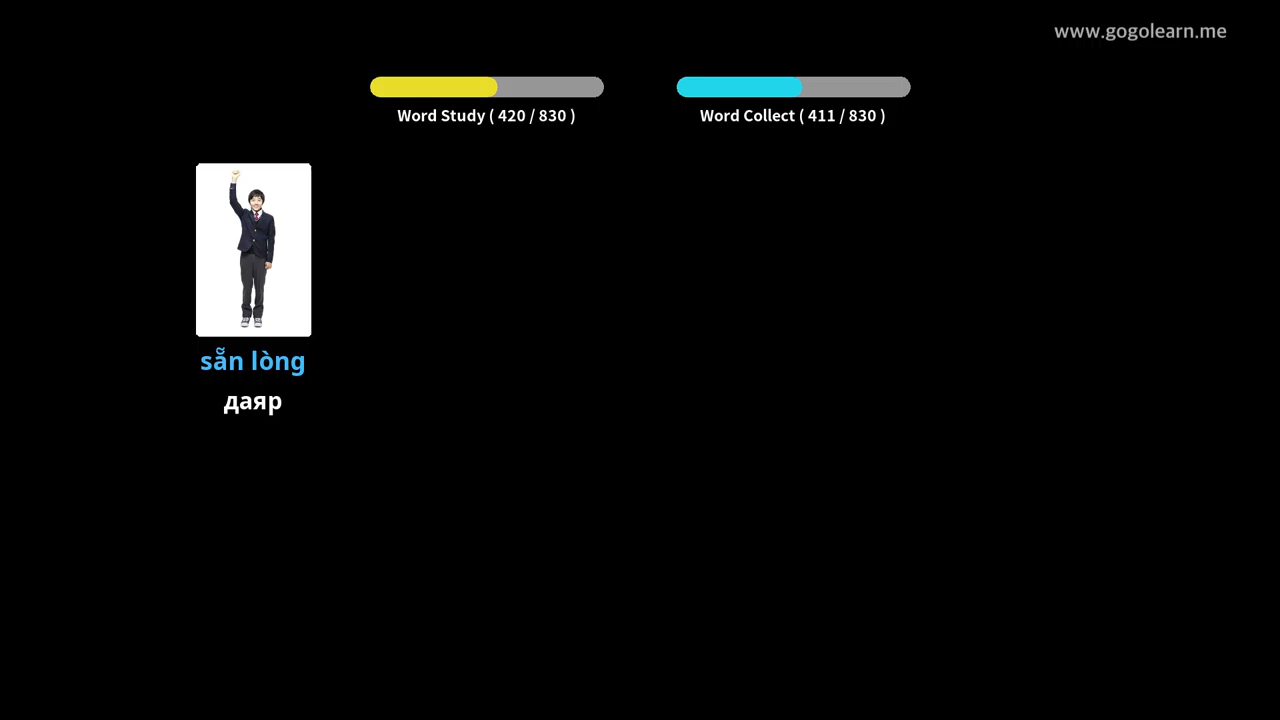 www.gogolearn.me
Word Study ( 420 / 830 )
Word Collect ( 411 / 830 )
sẵn lòng
даяр